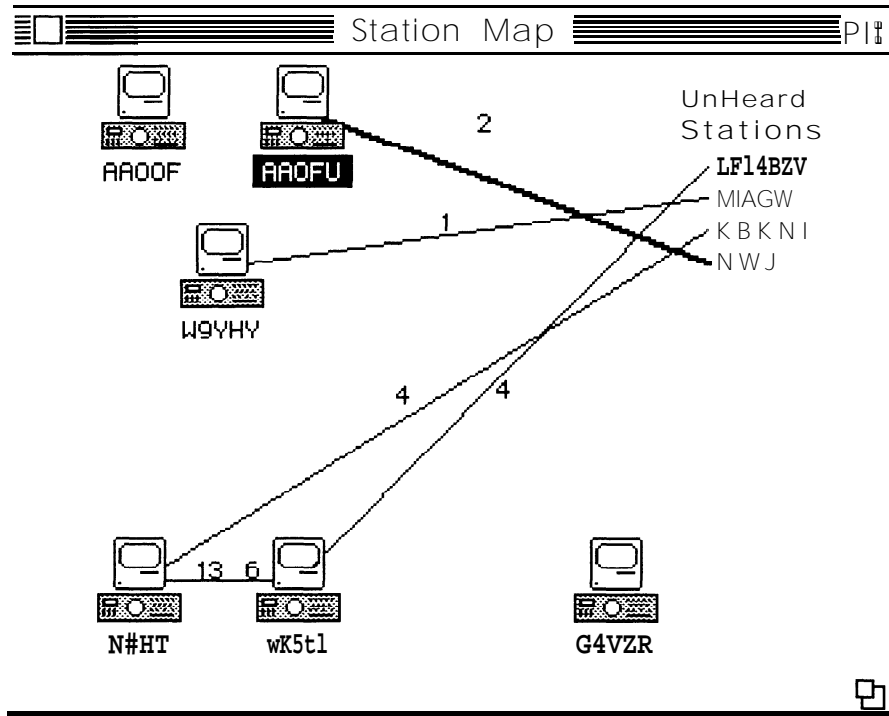 Station Map
PI
2
UnHeard
Stations
AA0OF
AA0FU
LFl4BZV
MIAGW
1
KBKNI
NWJ
W9YHY
4
4
13 6
N#HT
wK5tl
G4VZR